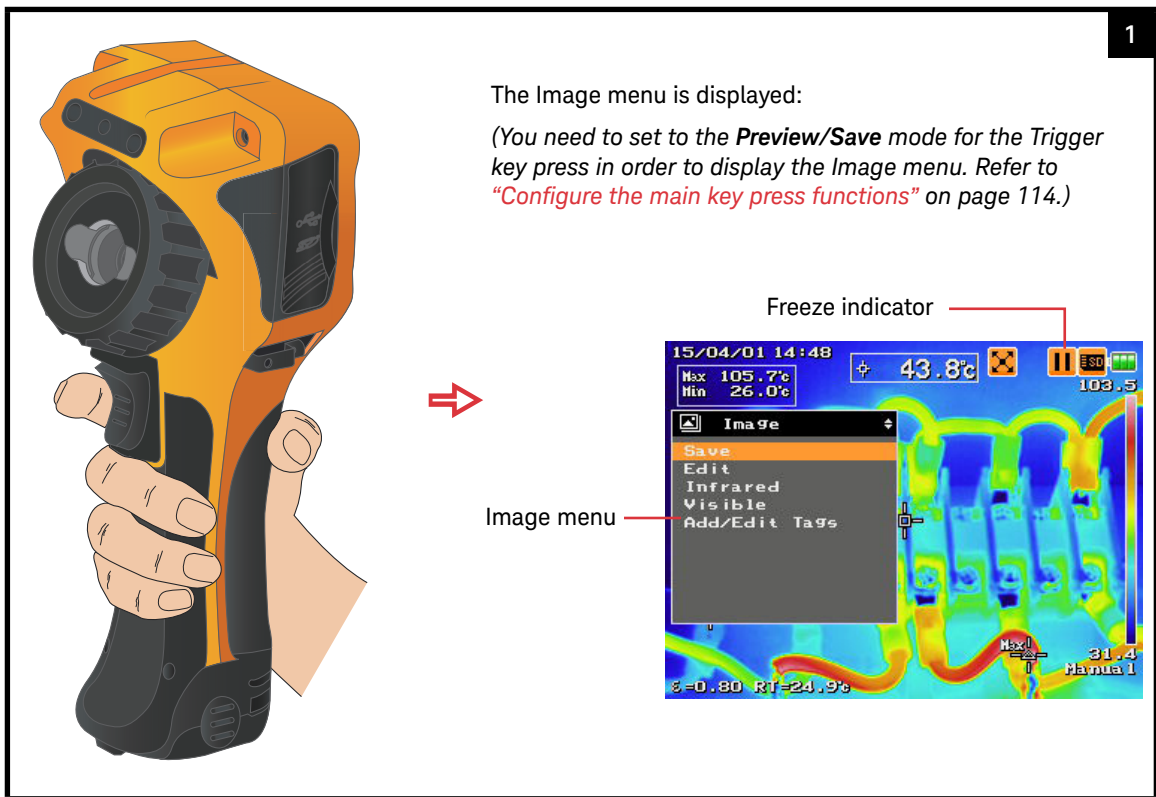 1
The Image menu is displayed:
(You need to set to the Preview/Save mode for the Trigger
key press in order to display the Image menu. Refer to
“Configure the main key press functions” on page 114.)
Freeze indicator
15/04/01 14:48
43.8℃
SD
Max 105.7℃
Min 26.0℃
103.5
Image
Save
Edit
Infrared
Visible
Add/Edit Tags
Image menu
Max
31.4
Manual
ε=0.80 RT=24.9℃